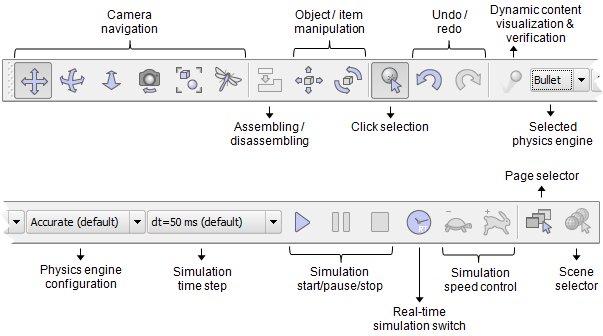 Camera
navigation
Object / item
manipulation
Undo /
redo
Dynamic content
visualization &
verification
Bullet
Assembling /
disassembling
Click selection
Selected
physics engine
Page selector
Accurate (default)
dt=50 ms (default)
RT
Physics engine
configuration
Simulation
time step
Simulation
start/pause/stop
Simulation
speed control
Scene
selector
Real-time
simulation switch